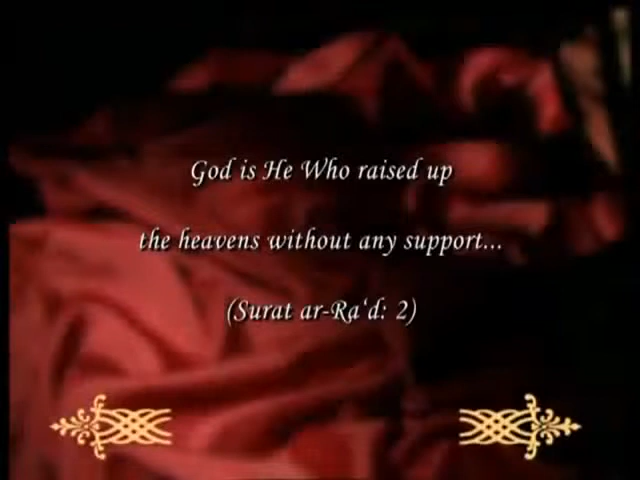 God is He Who raised up
the heavens without any support...
(Surat ar-Ra‘d: 2)